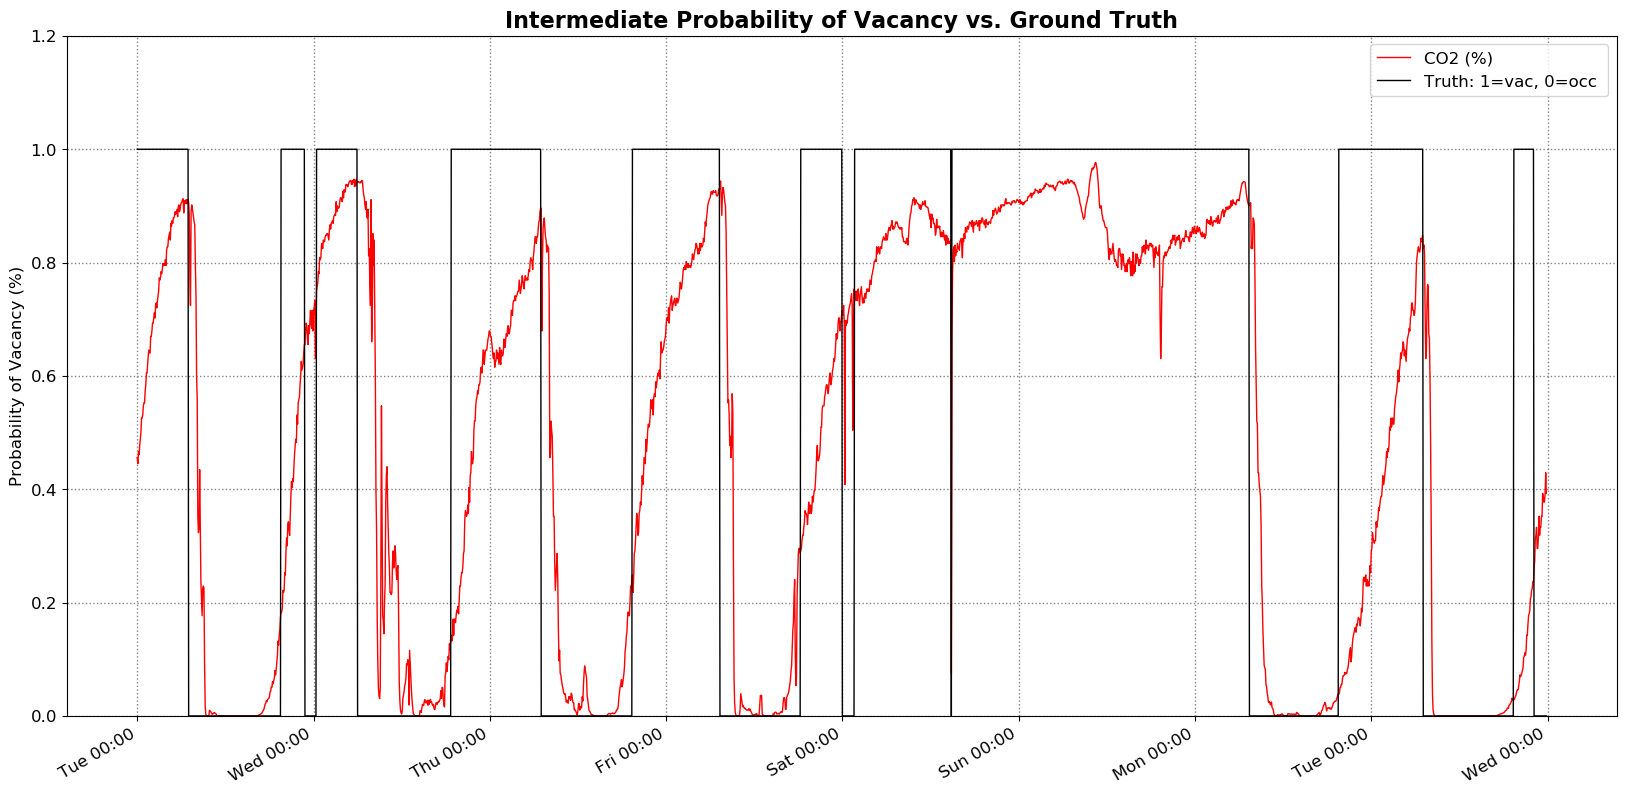 Intermediate Probability of Vacancy vs. Ground Truth
1.2
1.0
0.8
0.6
0.4
0.2
0.0
Probability of Vacancy (%)
CO2 (%)
Truth: 1=vac, 0=occ
Tue 00:00
Wed 00:00
Thu 00:00
Fri 00:00
Sat 00:00
Sun 00:00
Mon 00:00
Tue 00:00
Wed 00:00